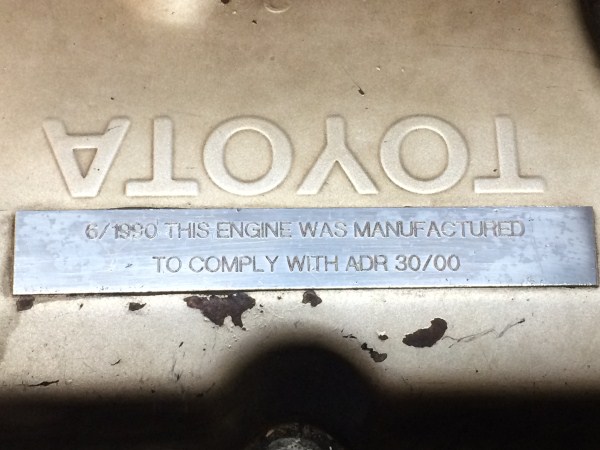 TOYOTA
6/1990 THIS ENGINE WAS MANUFACTURED
TO COMPLY WITH ADR 30/00